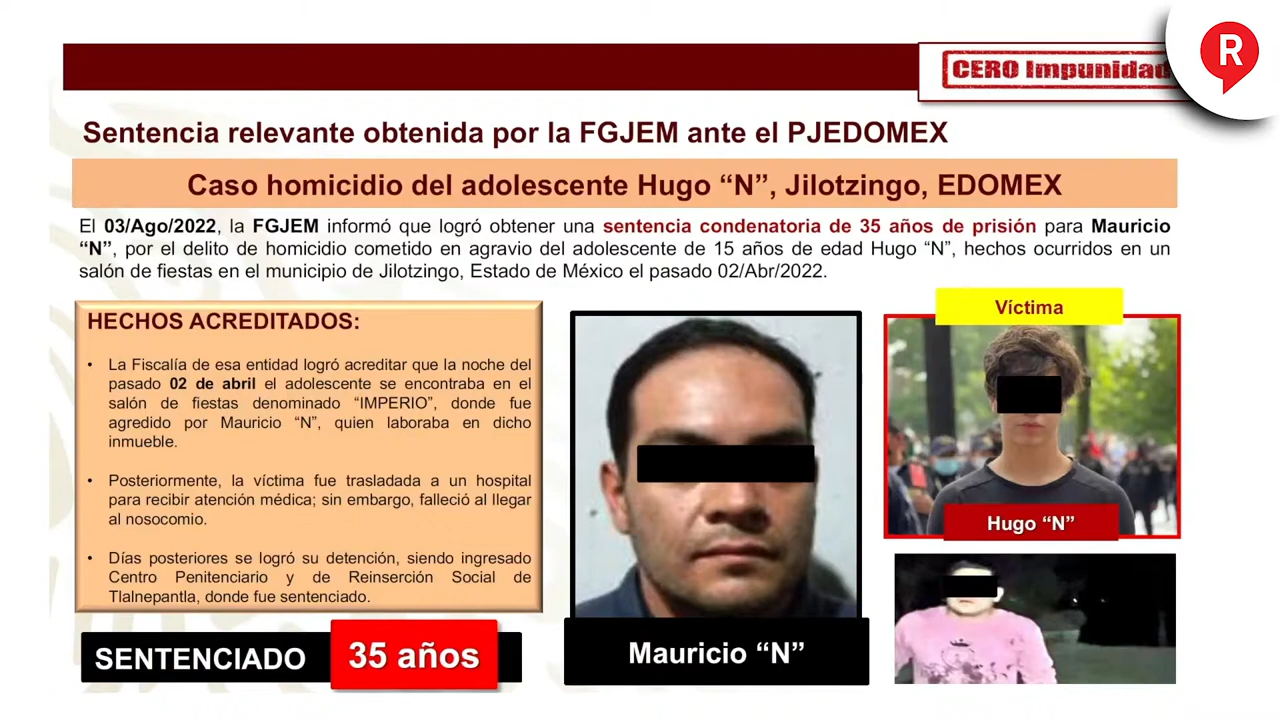 CERO Impunidad
R
Sentencia relevante obtenida por la FGJEM ante el PJEDOMEX
Caso homicidio del adolescente Hugo “N”, Jilotzingo, EDOMEX
El 03/Ago/2022, la FGJEM informó que logró obtener una sentencia condenatoria de 35 años de prisión para Mauricio
“N”, por el delito de homicidio cometido en agravio del adolescente de 15 años de edad Hugo “N”, hechos ocurridos en un
salón de fiestas en el municipio de Jilotzingo, Estado de México el pasado 02/Abr/2022.
HECHOS ACREDITADOS:
• La Fiscalía de esa entidad logró acreditar que la noche del
pasado 02 de abril el adolescente se encontraba en el
salón de fiestas denominado “IMPERIO”, donde fue
agredido por Mauricio “N”, quien laboraba en dicho
inmueble.
• Posteriormente, la víctima fue trasladada a un hospital
para recibir atención médica; sin embargo, falleció al llegar
al nosocomio.
• Días posteriores se logró su detención, siendo ingresado
Centro Penitenciario y de Reinserción Social de
Tlalnepantla, donde fue sentenciado.
SENTENCIADO 35 años
Mauricio “N”
Víctima
Hugo “N”